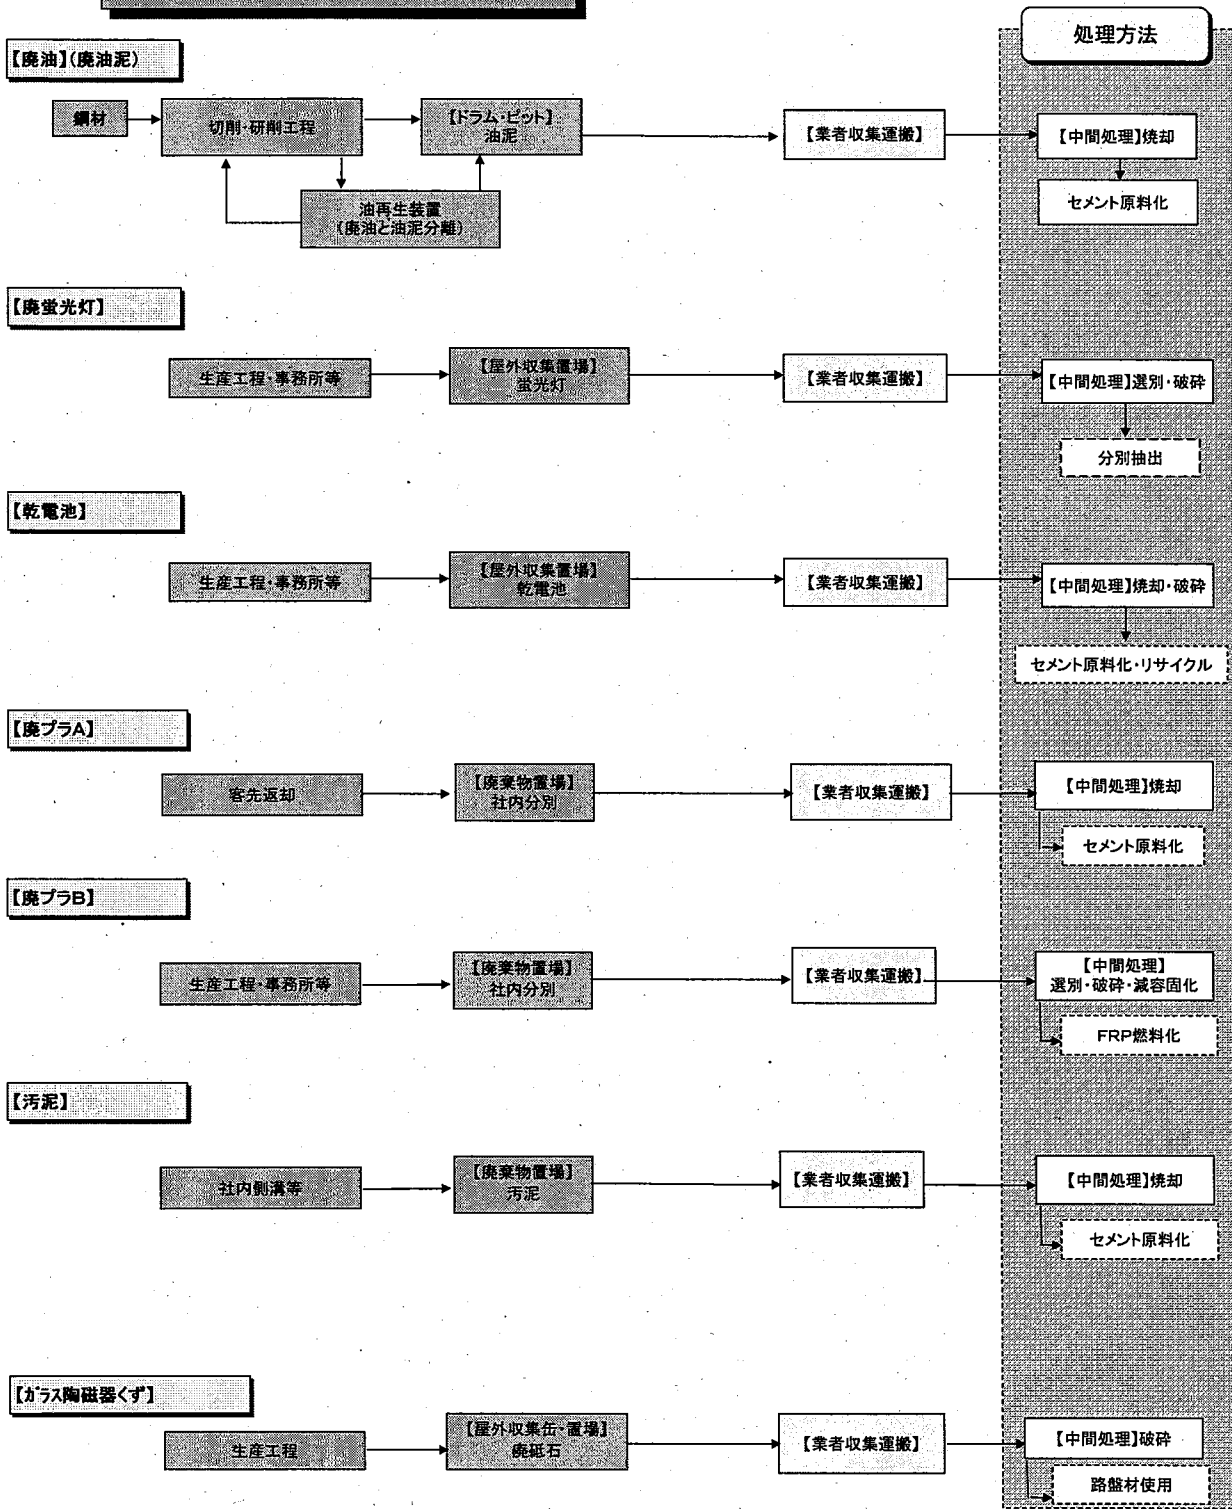 処理方法
【廃油】(廃油泥)
鋼材
切削・研削工程
【ドラム・ピット】
油泥
油再生装置
(廃油と油泥分離)
【業者収集運搬】
【中間処理】焼却
セメント原料化
【廃蛍光灯】
生産工程・事務所等
【屋外収集置場】
蛍光灯
【業者収集運搬】
【中間処理】選別・破砕
分別抽出
【乾電池】
生産工程・事務所等
【屋外収集置場】
乾電池
【業者収集運搬】
【中間処理】焼却・破砕
セメント原料化・リサイクル
【廃プラA】
客先返却
【廃棄物置場】
社内分別
【業者収集運搬】
【中間処理】焼却
セメント原料化
【廃プラB】
生産工程・事務所等
【廃棄物置場】
社内分別
【業者収集運搬】
【中間処理】
選別・破砕・減容固化
FRP燃料化
【汚泥】
社内側溝等
【廃棄物置場】
汚泥
【業者収集運搬】
【中間処理】焼却
セメント原料化
【ガラス陶磁器くず】
生産工程
【屋外収集缶・置場】
廃砥石
【業者収集運搬】
【中間処理】破砕
路盤材使用